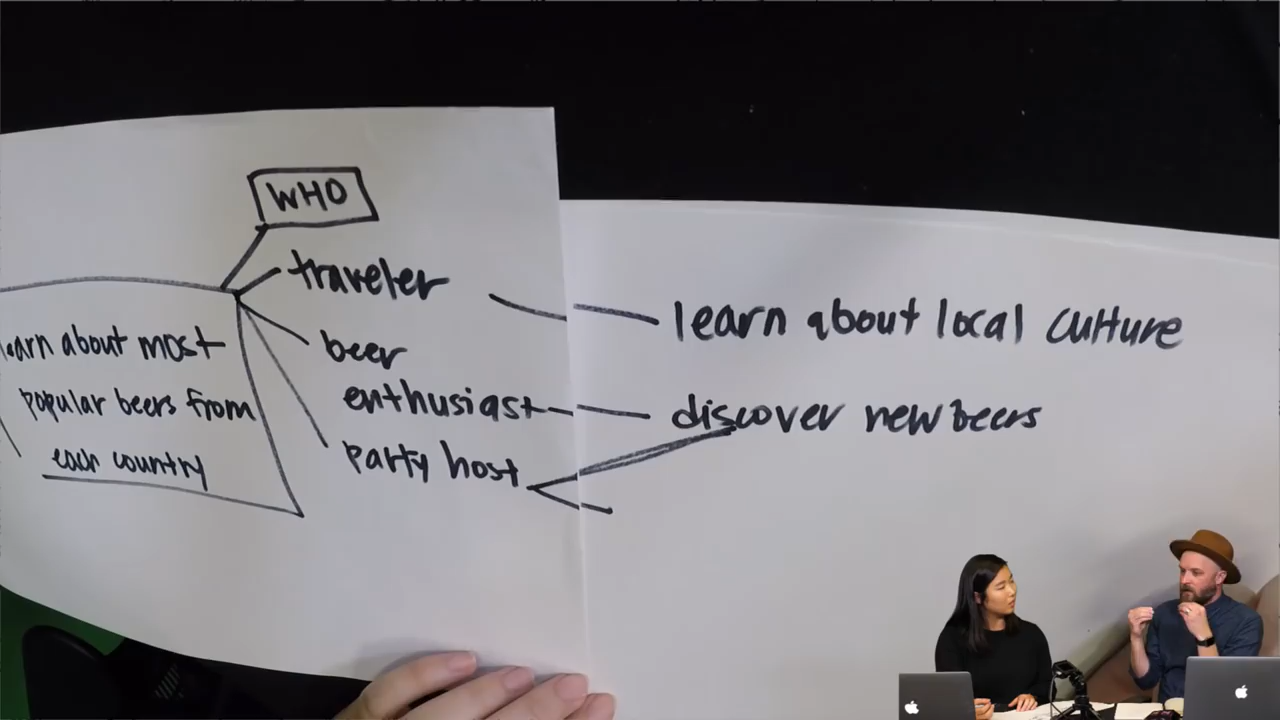 WHO
traveler
learn about local culture
learn about most
popular beers from
each country
beer
enthusiast
discover new beers
party host